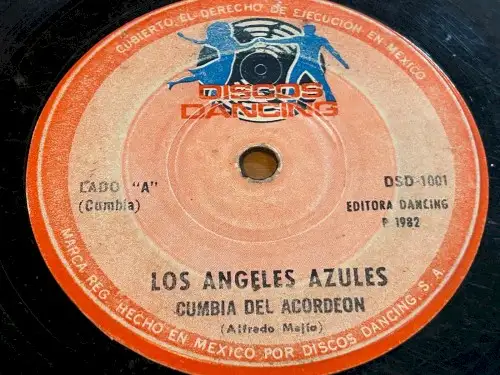 CUBIERTO EL DERECHO DE EJECUCION EN MEXICO
DISCOS
DANCING
LADO "A"
(Cumbia)
DSD-1001
EDITORA DANCING
P 1982
LOS ANGELES AZULES
CUMBIA DEL ACORDEON
(Alfredo Mejía)
MARCA REG. HECHO EN MEXICO POR DISCOS DANCING, S. A.